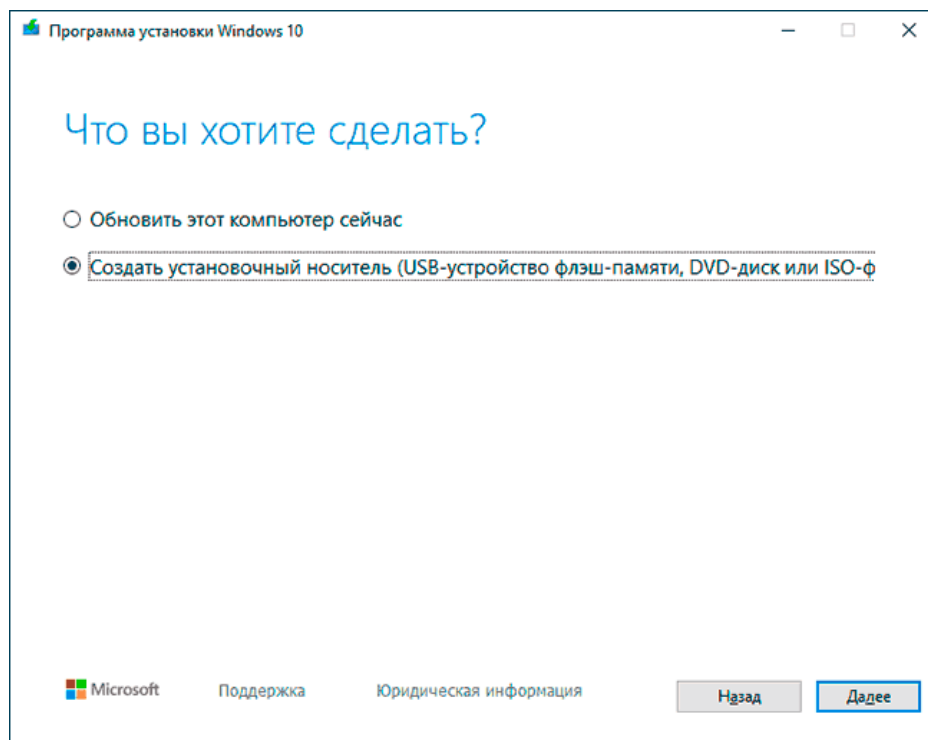 Программа установки Windows 10
Что вы хотите сделать?
Обновить этот компьютер сейчас
Создать установочный носитель (USB-устройство флэш-памяти, DVD-диск или ISO-ф
Microsoft
Поддержка
Юридическая информация
Назад
Далее